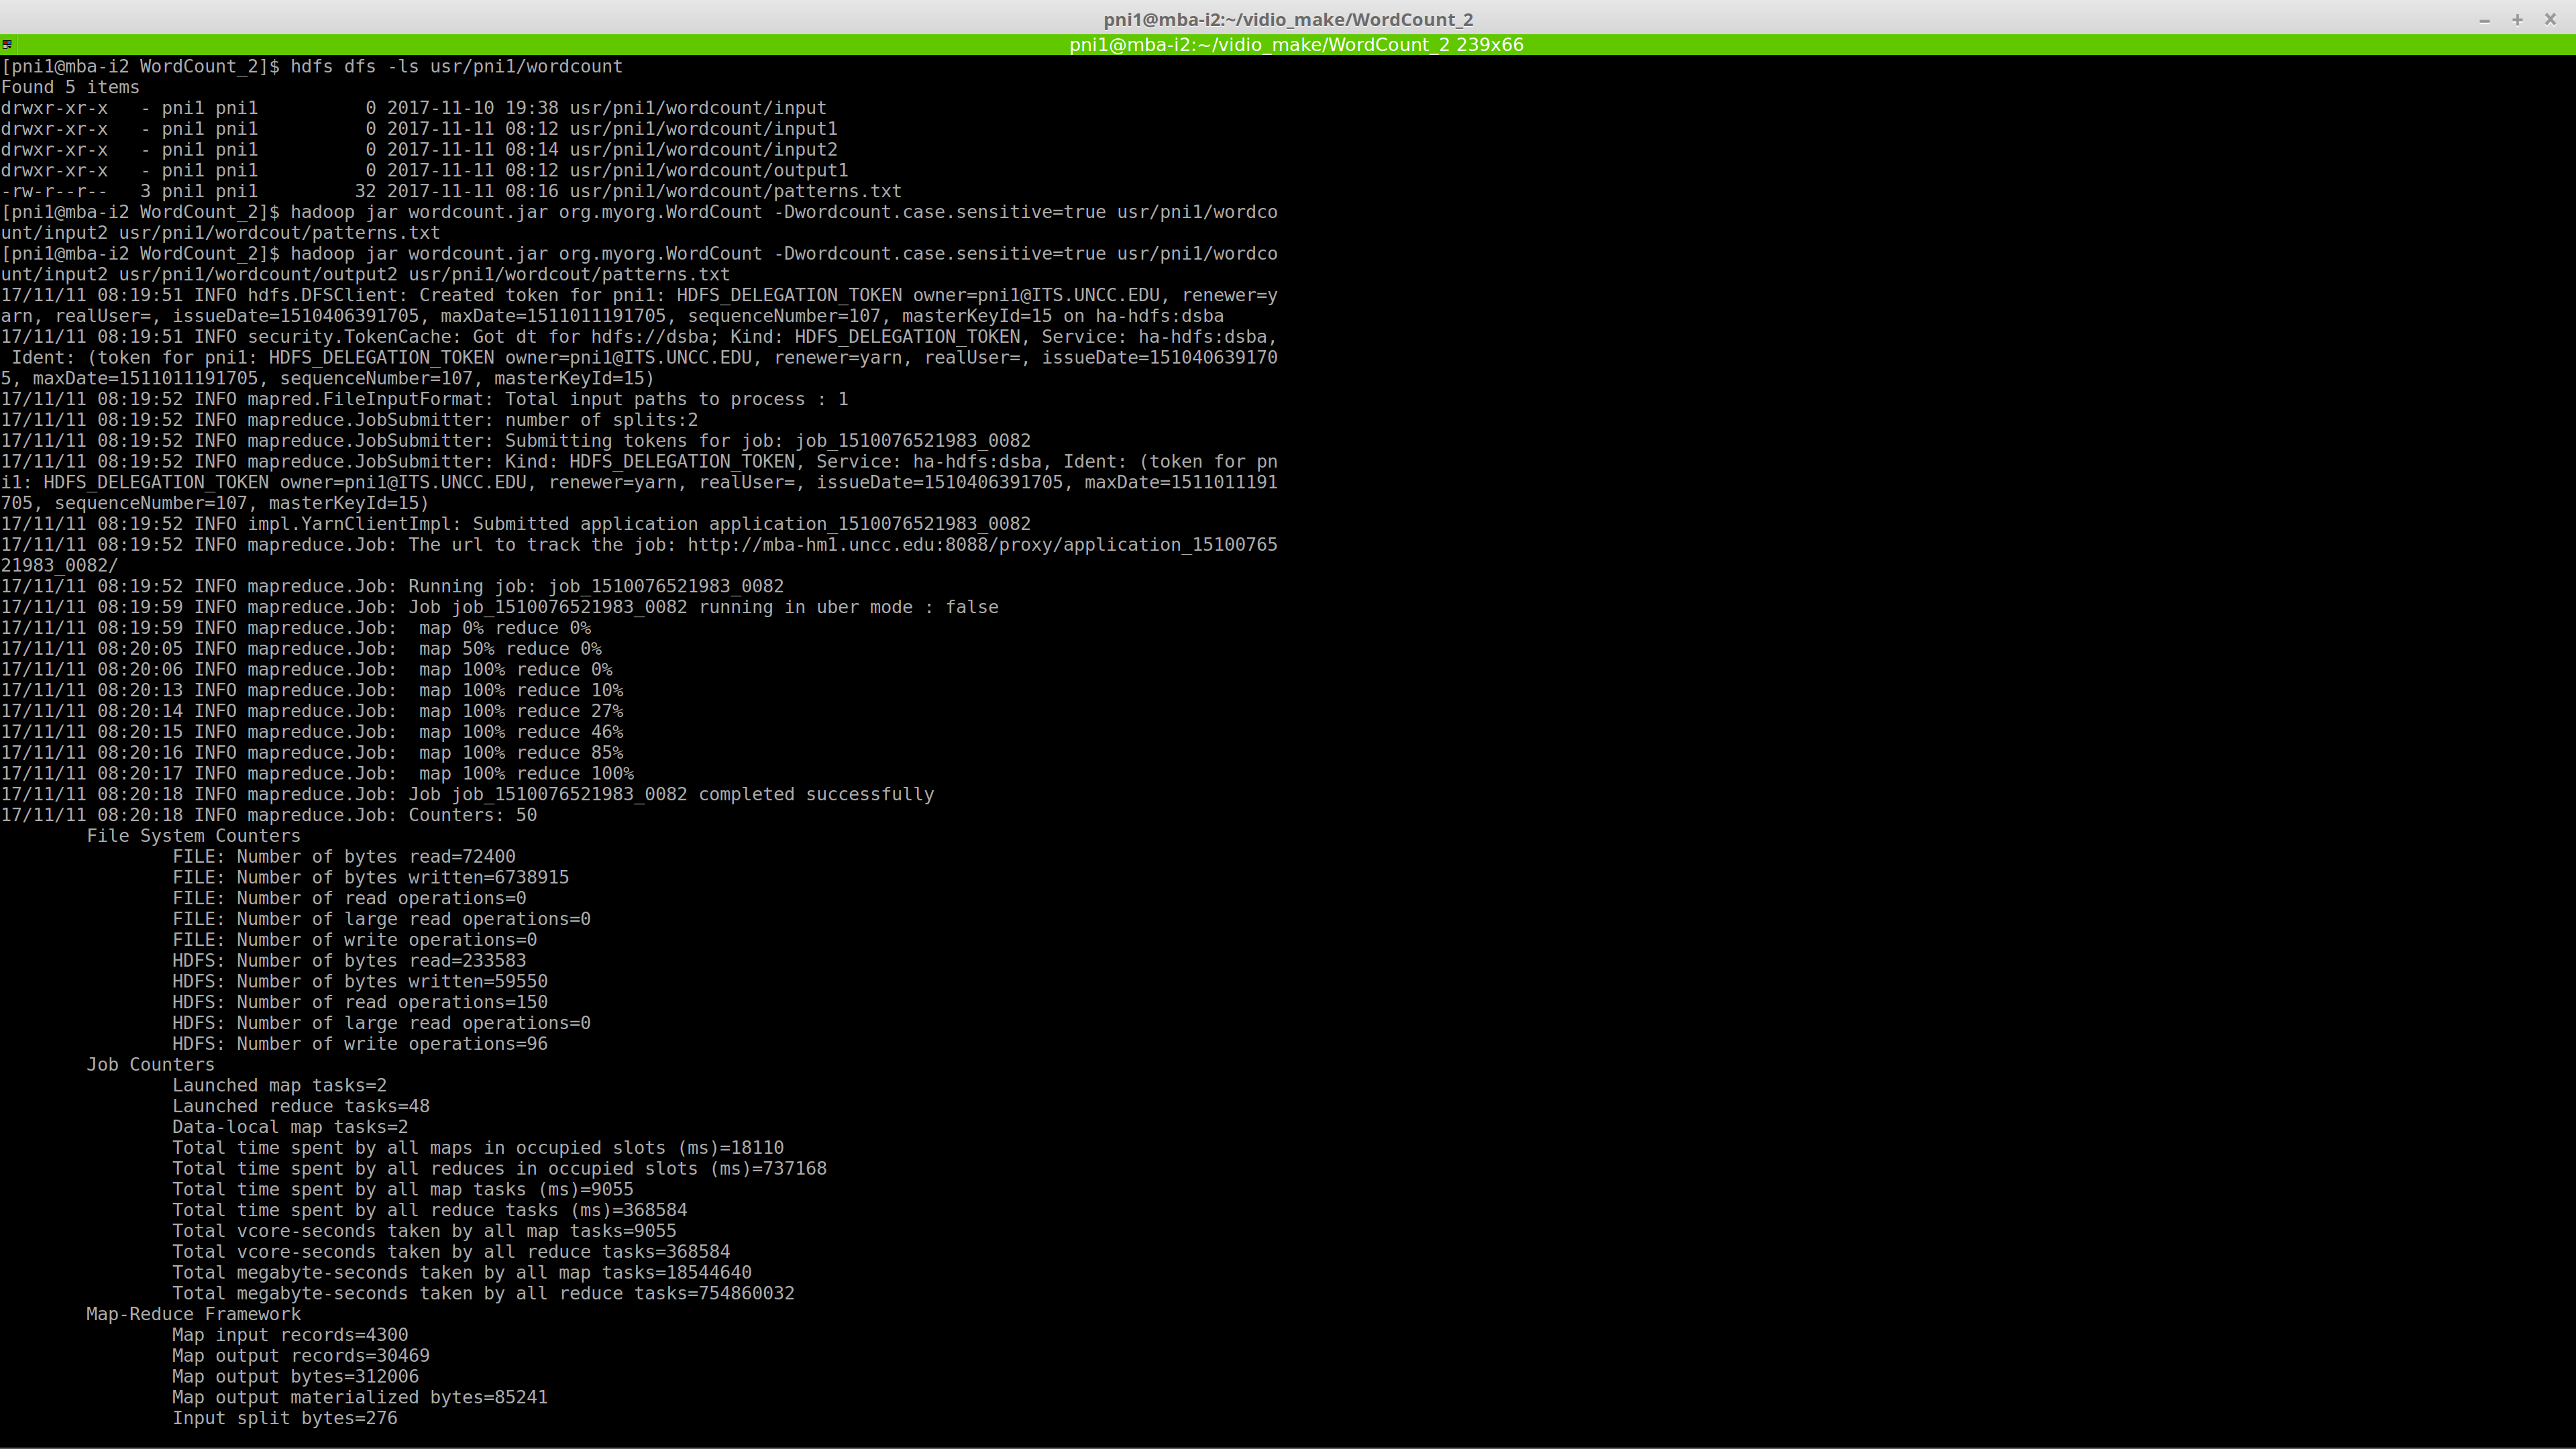 pni1@mba-i2:~/vidio_make/WordCount_2
pni1@mba-i2:~/vidio_make/WordCount_2 239x66
[pni1@mba-i2 WordCount_2]$ hdfs dfs -ls usr/pni1/wordcount
Found 5 items
drwxr-xr-x   - pni1 pni1          0 2017-11-10 19:38 usr/pni1/wordcount/input
drwxr-xr-x   - pni1 pni1          0 2017-11-11 08:12 usr/pni1/wordcount/input1
drwxr-xr-x   - pni1 pni1          0 2017-11-11 08:14 usr/pni1/wordcount/input2
drwxr-xr-x   - pni1 pni1          0 2017-11-11 08:12 usr/pni1/wordcount/output1
-rw-r--r--   3 pni1 pni1         32 2017-11-11 08:16 usr/pni1/wordcount/patterns.txt
[pni1@mba-i2 WordCount_2]$ hadoop jar wordcount.jar org.myorg.WordCount -Dwordcount.case.sensitive=true usr/pni1/wordco
unt/input2 usr/pni1/wordcout/patterns.txt
[pni1@mba-i2 WordCount_2]$ hadoop jar wordcount.jar org.myorg.WordCount -Dwordcount.case.sensitive=true usr/pni1/wordco
unt/input2 usr/pni1/wordcount/output2 usr/pni1/wordcout/patterns.txt
17/11/11 08:19:51 INFO hdfs.DFSClient: Created token for pni1: HDFS_DELEGATION_TOKEN owner=pni1@ITS.UNCC.EDU, renewer=y
arn, realUser=, issueDate=1510406391705, maxDate=1511011191705, sequenceNumber=107, masterKeyId=15 on ha-hdfs:dsba
17/11/11 08:19:51 INFO security.TokenCache: Got dt for hdfs://dsba; Kind: HDFS_DELEGATION_TOKEN, Service: ha-hdfs:dsba,
 Ident: (token for pni1: HDFS_DELEGATION_TOKEN owner=pni1@ITS.UNCC.EDU, renewer=yarn, realUser=, issueDate=151040639170
5, maxDate=1511011191705, sequenceNumber=107, masterKeyId=15)
17/11/11 08:19:52 INFO mapred.FileInputFormat: Total input paths to process : 1
17/11/11 08:19:52 INFO mapreduce.JobSubmitter: number of splits:2
17/11/11 08:19:52 INFO mapreduce.JobSubmitter: Submitting tokens for job: job_1510076521983_0082
17/11/11 08:19:52 INFO mapreduce.JobSubmitter: Kind: HDFS_DELEGATION_TOKEN, Service: ha-hdfs:dsba, Ident: (token for pn
i1: HDFS_DELEGATION_TOKEN owner=pni1@ITS.UNCC.EDU, renewer=yarn, realUser=, issueDate=1510406391705, maxDate=1511011191
705, sequenceNumber=107, masterKeyId=15)
17/11/11 08:19:52 INFO impl.YarnClientImpl: Submitted application application_1510076521983_0082
17/11/11 08:19:52 INFO mapreduce.Job: The url to track the job: http://mba-hm1.uncc.edu:8088/proxy/application_15100765
21983_0082/
17/11/11 08:19:52 INFO mapreduce.Job: Running job: job_1510076521983_0082
17/11/11 08:19:59 INFO mapreduce.Job: Job job_1510076521983_0082 running in uber mode : false
17/11/11 08:19:59 INFO mapreduce.Job:  map 0% reduce 0%
17/11/11 08:20:05 INFO mapreduce.Job:  map 50% reduce 0%
17/11/11 08:20:06 INFO mapreduce.Job:  map 100% reduce 0%
17/11/11 08:20:13 INFO mapreduce.Job:  map 100% reduce 10%
17/11/11 08:20:14 INFO mapreduce.Job:  map 100% reduce 27%
17/11/11 08:20:15 INFO mapreduce.Job:  map 100% reduce 46%
17/11/11 08:20:16 INFO mapreduce.Job:  map 100% reduce 85%
17/11/11 08:20:17 INFO mapreduce.Job:  map 100% reduce 100%
17/11/11 08:20:18 INFO mapreduce.Job: Job job_1510076521983_0082 completed successfully
17/11/11 08:20:18 INFO mapreduce.Job: Counters: 50
File System Counters
FILE: Number of bytes read=72400
FILE: Number of bytes written=6738915
FILE: Number of read operations=0
FILE: Number of large read operations=0
FILE: Number of write operations=0
HDFS: Number of bytes read=233583
HDFS: Number of bytes written=59550
HDFS: Number of read operations=150
HDFS: Number of large read operations=0
HDFS: Number of write operations=96
Job Counters
Launched map tasks=2
Launched reduce tasks=48
Data-local map tasks=2
Total time spent by all maps in occupied slots (ms)=18110
Total time spent by all reduces in occupied slots (ms)=737168
Total time spent by all map tasks (ms)=9055
Total time spent by all reduce tasks (ms)=368584
Total vcore-seconds taken by all map tasks=9055
Total vcore-seconds taken by all reduce tasks=368584
Total megabyte-seconds taken by all map tasks=18544640
Total megabyte-seconds taken by all reduce tasks=754860032
Map-Reduce Framework
Map input records=4300
Map output records=30469
Map output bytes=312006
Map output materialized bytes=85241
Input split bytes=276